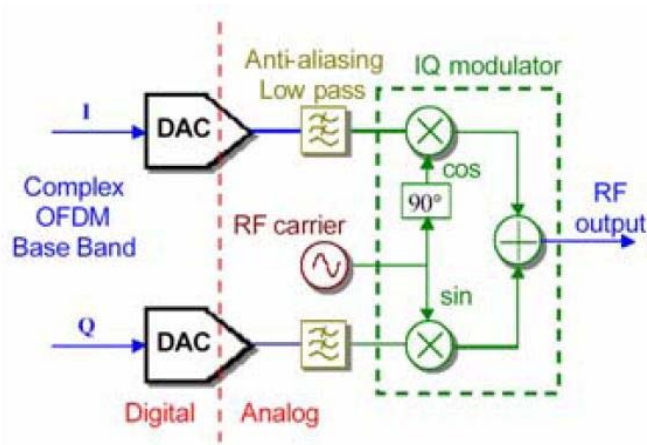 Anti-aliasing
Low pass
IQ modulator
I
DAC
cos
Complex
OFDM
Base Band
90°
RF carrier
RF
output
sin
Q
DAC
Digital
Analog